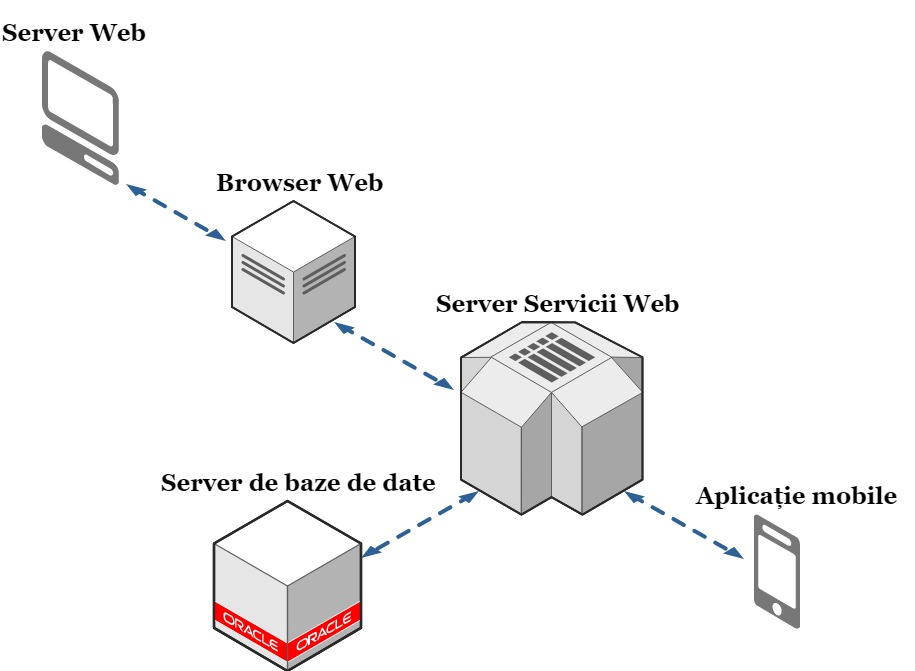 Server Web
Browser Web
Server Servicii Web
Server de baze de date
Aplicație mobile
ORACLE
ORACLE